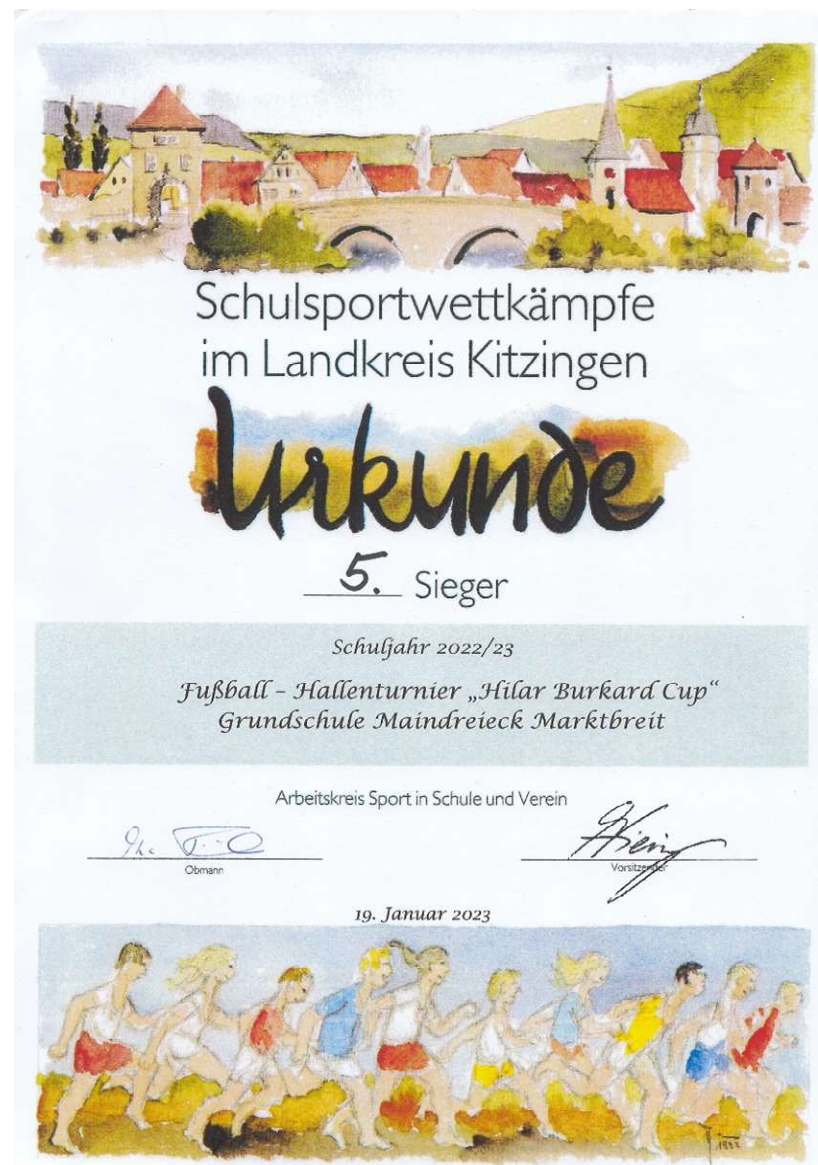 Schulsportwettkämpfe
im Landkreis Kitzingen
Urkunde
5. Sieger
Schuljahr 2022/23
Fußball – Hallenturnier „Hilar Burkard Cup“
Grundschule Maindreieck Marktbreit
Arbeitskreis Sport in Schule und Verein
Obmann
Vorsitzender
19. Januar 2023